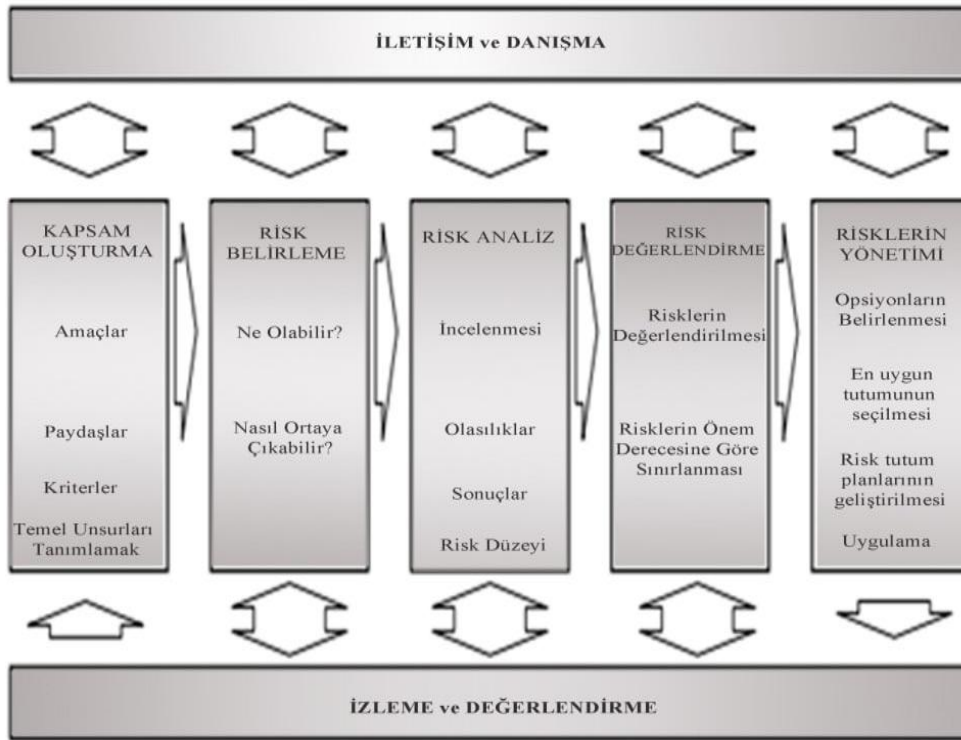 İLETİŞİM ve DANIŞMA
KAPSAM
OLUŞTURMA
Amaçlar
Paydaşlar
Kriterler
Temel Unsurları
Tanımlamak
RİSK
BELİRLEME
Ne Olabilir?
Nasıl Ortaya
Çıkabilir?
RİSK ANALİZ
İncelenmesi
Olasılıklar
Sonuçlar
Risk Düzeyi
RİSK
DEĞERLENDİRME
Risklerin
Değerlendirilmesi
Risklerin Önem
Derecesine Göre
Sınırlanması
RİSKLERİN
YÖNETİMİ
Opsiyonların
Belirlenmesi
En uygun
tutumunun
seçilmesi
Risk tutum
planlarının
geliştirilmesi
Uygulama
İZLEME ve DEĞERLENDİRME